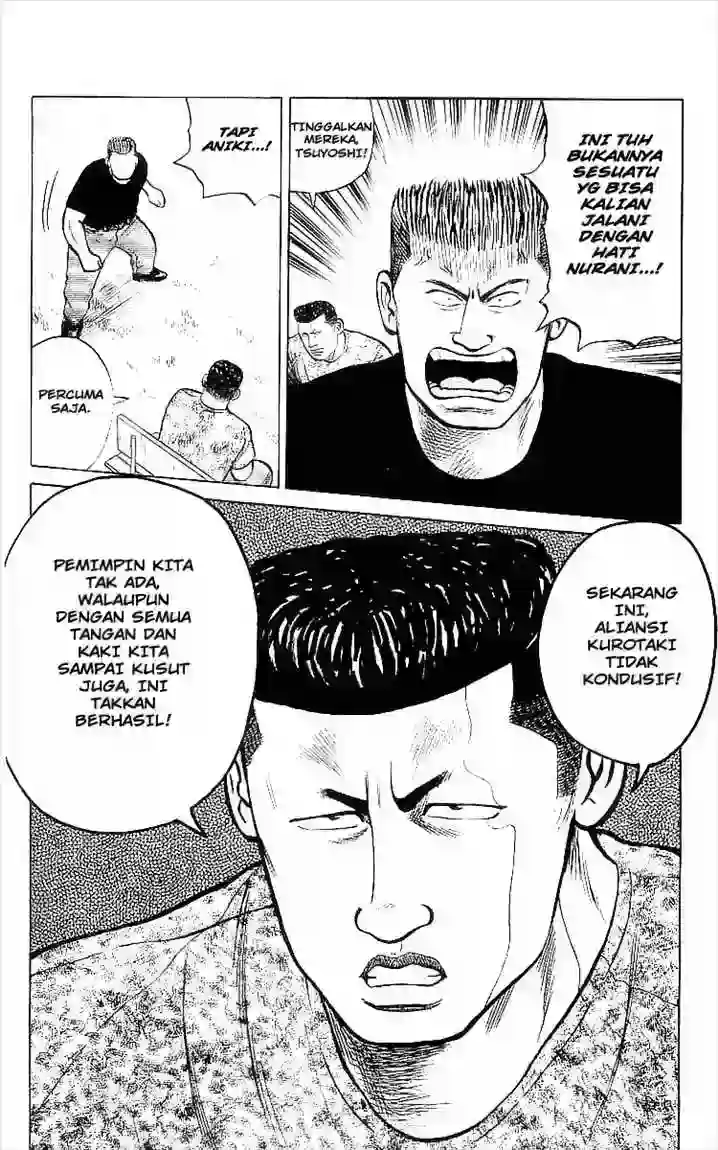 INI TUH
BUKANNYA
SESUATU
YG BISA
KALIAN
JALANI
DENGAN
HATI
NURANI...!
TINGGALKAN
MEREKA,
TSUYOSHI!
TAPI
ANIKI...!
PERCUMA
SAJA.
SEKARANG
INI,
ALIANSI
KUROTAKI
TIDAK
KONDUSIF!
PEMIMPIN KITA
TAK ADA,
WALAUPUN
DENGAN SEMUA
TANGAN DAN
KAKI KITA
SAMPAI KUSUT
JUGA, INI
TAKKAN
BERHASIL!